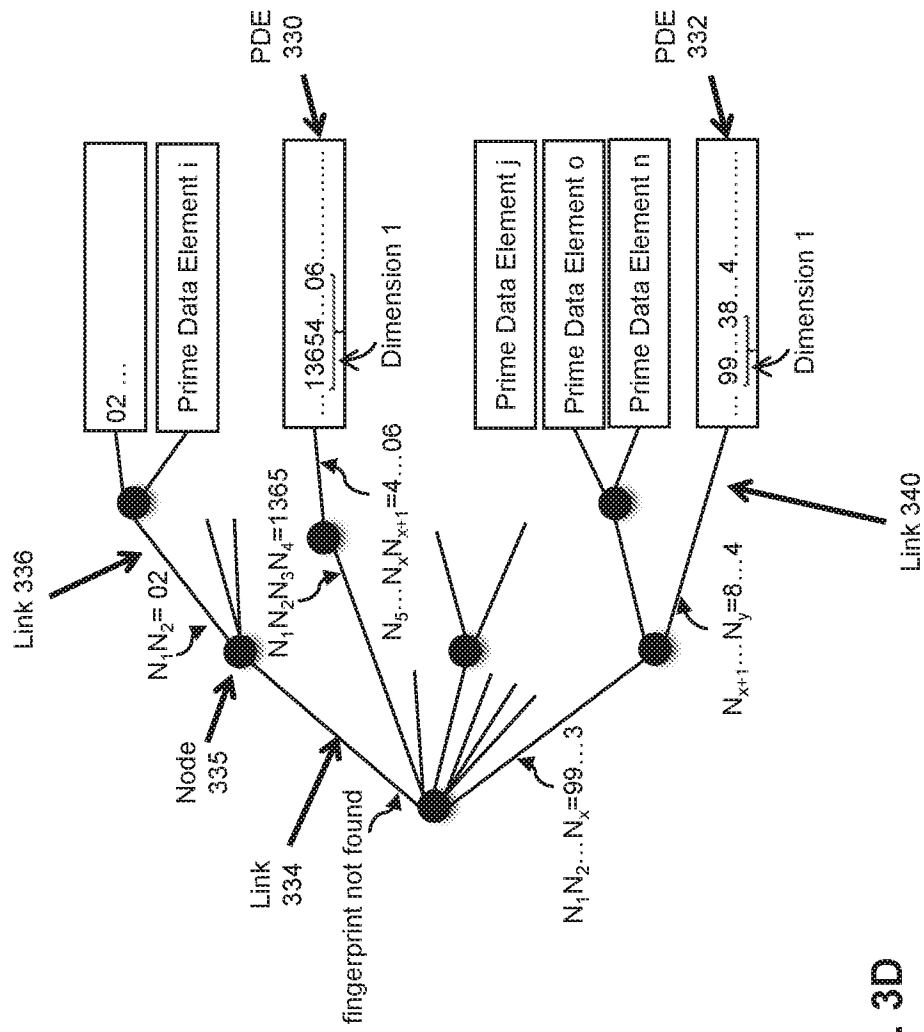 Link 336
Node
335
Link
334
fingerprint not found
N₁N₂= 02
N₁N₂N₃N₄=1365
N₅...NₓNₓ₊₁=4...06
N₁N₂...Nₓ=99...3
Nₓ₊₁...Nᵧ=8...4
02 ...
Prime Data Element i
...13654...06...............
Dimension 1
PDE
330
Prime Data Element j
Prime Data Element o
Prime Data Element n
... 99...38...4...........
Dimension 1
PDE
332
Link 340
. 3D